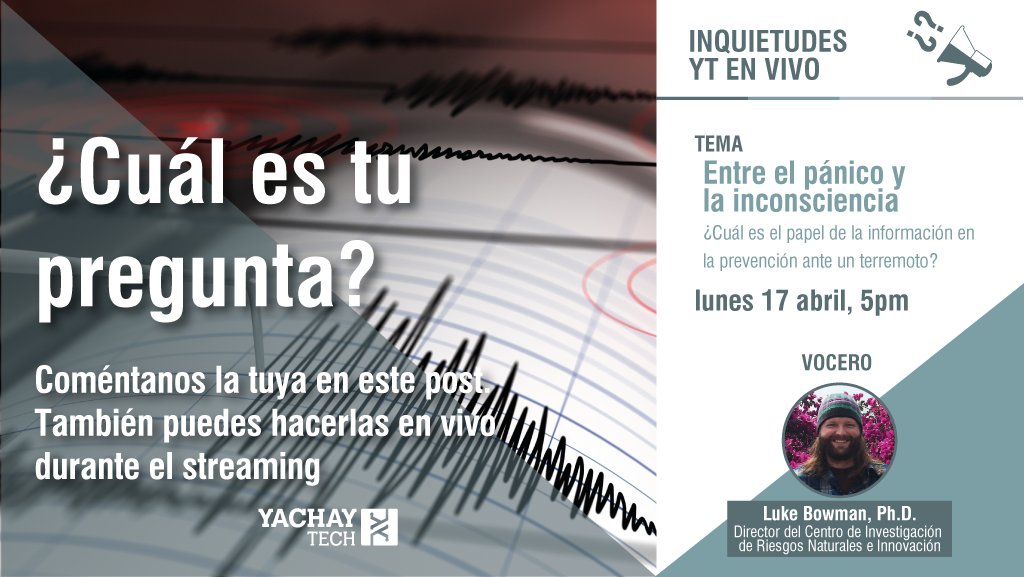 ¿Cuál es tu
pregunta?
Coméntanos la tuya en este post.
También puedes hacerlas en vivo
durante el streaming
YACHAY
TECH
INQUIETUDES
YT EN VIVO
¿?
TEMA
Entre el pánico y
la inconsciencia
¿Cuál es el papel de la información en
la prevención ante un terremoto?
lunes 17 abril, 5pm
VOCERO
Luke Bowman, Ph.D.
Director del Centro de Investigación
de Riesgos Naturales e Innovación